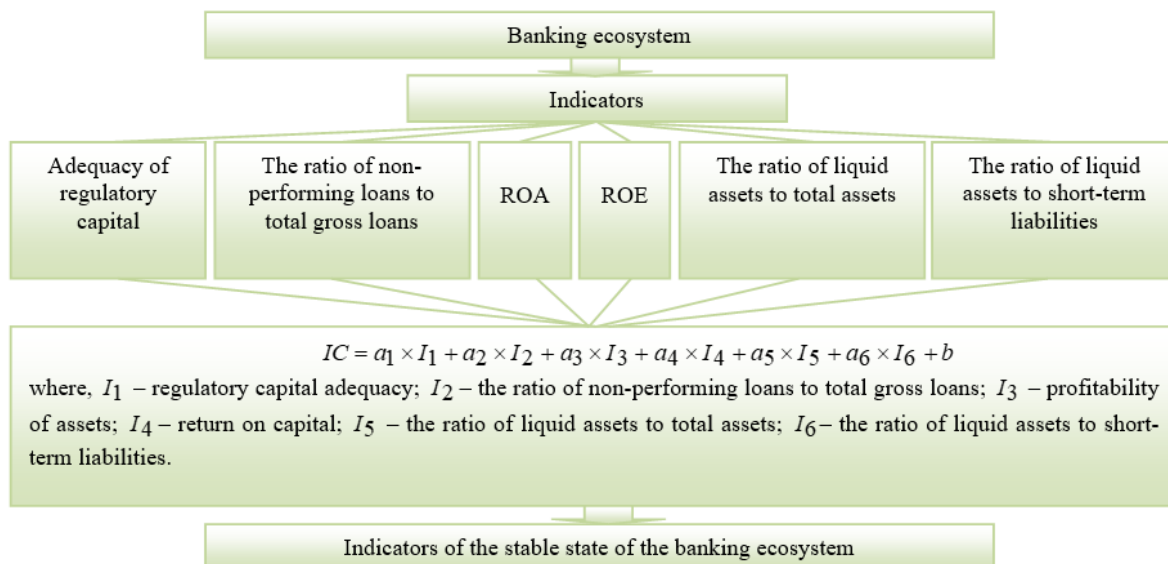 Banking ecosystem
Indicators
Adequacy of
regulatory
capital
The ratio of non-
performing loans to
total gross loans
ROA
ROE
The ratio of liquid
assets to total assets
The ratio of liquid
assets to short-term
liabilities
IC = a₁ × I₁ + a₂ × I₂ + a₃ × I₃ + a₄ × I₄ + a₅ × I₅ + a₆ × I₆ + b
where, I₁ – regulatory capital adequacy; I₂ – the ratio of non-performing loans to total gross loans; I₃ – profitability
of assets; I₄ – return on capital; I₅ – the ratio of liquid assets to total assets; I₆ – the ratio of liquid assets to short-
term liabilities.
Indicators of the stable state of the banking ecosystem